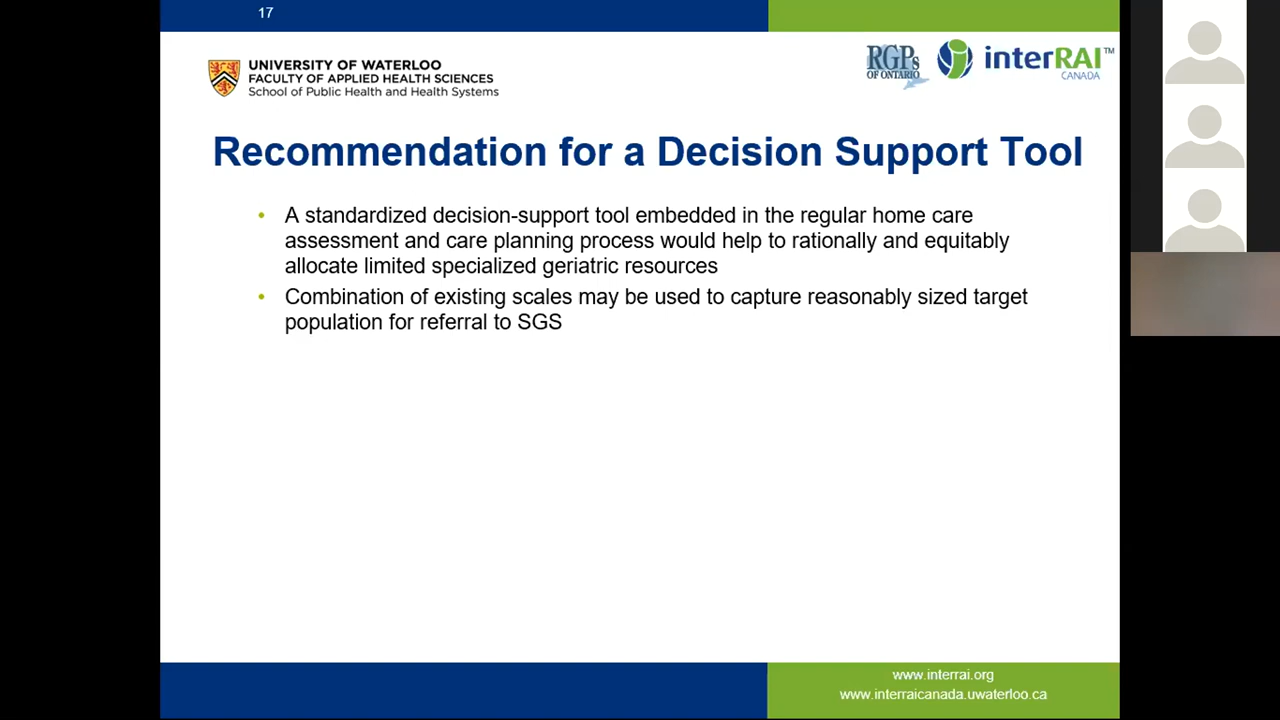 17
UNIVERSITY OF WATERLOO
FACULTY OF APPLIED HEALTH SCIENCES
School of Public Health and Health Systems
RGPs
OF ONTARIO
interRAI™
CANADA
Recommendation for a Decision Support Tool
• A standardized decision-support tool embedded in the regular home care
assessment and care planning process would help to rationally and equitably
allocate limited specialized geriatric resources
• Combination of existing scales may be used to capture reasonably sized target
population for referral to SGS
www.interrai.org
www.interraicanada.uwaterloo.ca